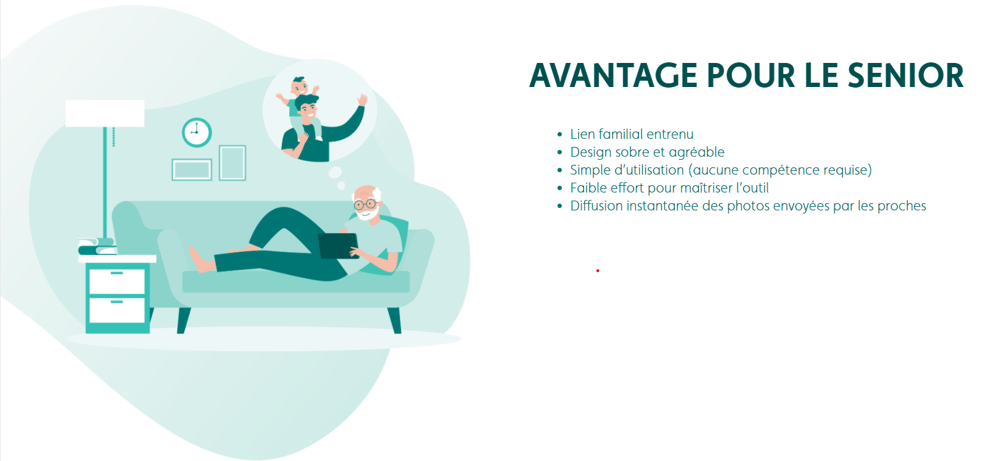 AVANTAGE POUR LE SENIOR
• Lien familial entrenu
• Design sobre et agréable
• Simple d'utilisation (aucune compétence requise)
• Faible effort pour maîtriser l'outil
• Diffusion instantanée des photos envoyées par les proches